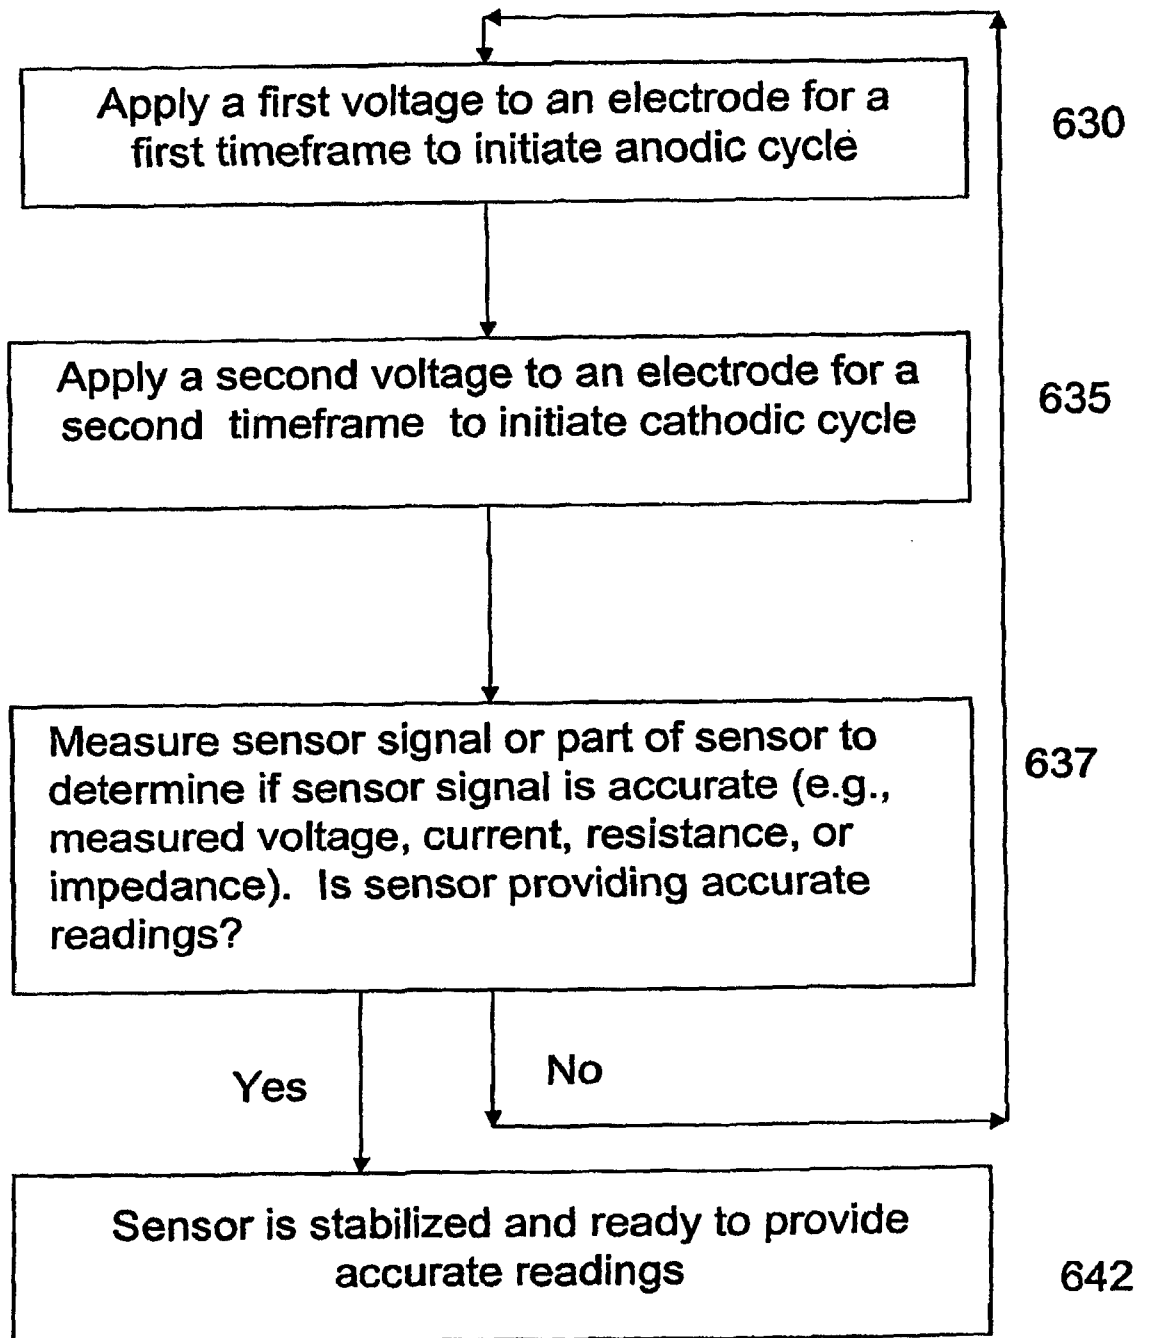 Apply a first voltage to an electrode for a
first timeframe to initiate anodic cycle
630
Apply a second voltage to an electrode for a
second timeframe to initiate cathodic cycle
635
Measure sensor signal or part of sensor to
determine if sensor signal is accurate (e.g.,
measured voltage, current, resistance, or
impedance). Is sensor providing accurate
readings?
637
Yes
No
Sensor is stabilized and ready to provide
accurate readings
642